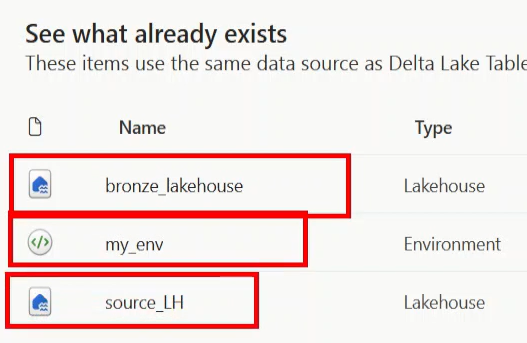 See what already exists
These items use the same data source as Delta Lake Table
Name Type
bronze_lakehouse Lakehouse
my_env Environment
source_LH Lakehouse